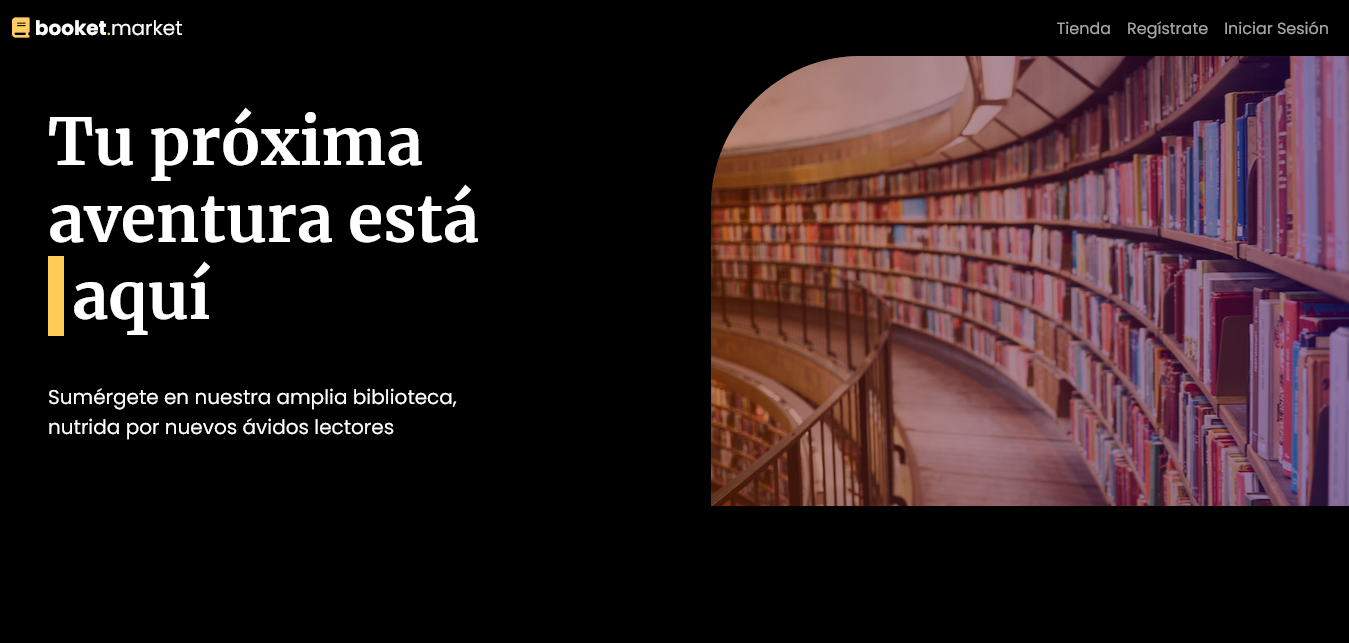 booket.market
Tienda Regístrate Iniciar Sesión
Tu próxima
aventura está
aquí
Sumérgete en nuestra amplia biblioteca,
nutrida por nuevos ávidos lectores